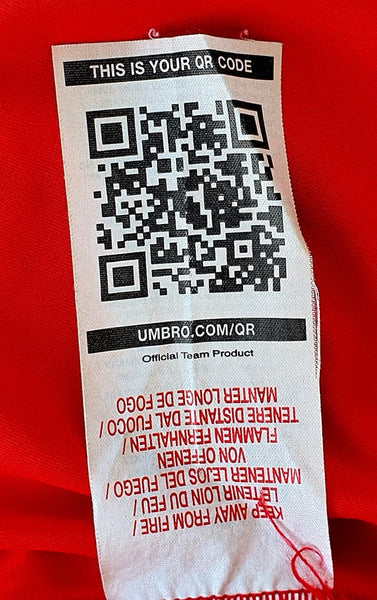 THIS IS YOUR QR CODE
UMBRO.COM/QR
Official Team Product
KEEP AWAY FROM FIRE /
LE TENIR LOIN DU FEU /
MANTENER LEJOS DEL FUEGO /
VON OFFENEN
FLAMMEN FERNHALTEN /
TENERE DISTANTE DAL FUOCO /
MANTER LONGE DE FOGO